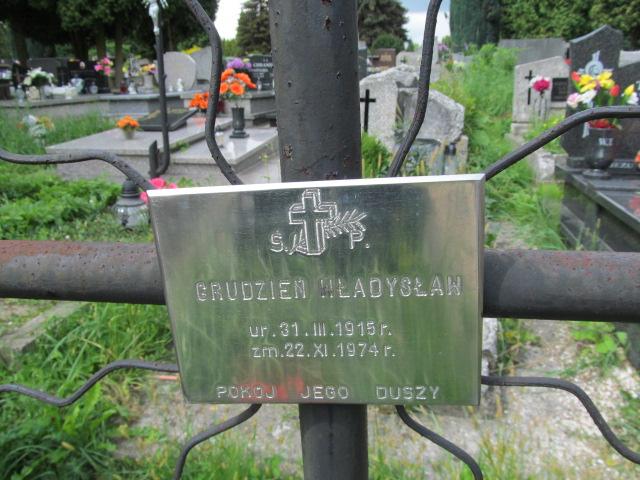 Ś. P.
GRUDZIEŃ WŁADYSŁAW
ur. 31. III. 1915 r.
zm. 22. XI. 1974 r.
POKÓJ JEGO DUSZY